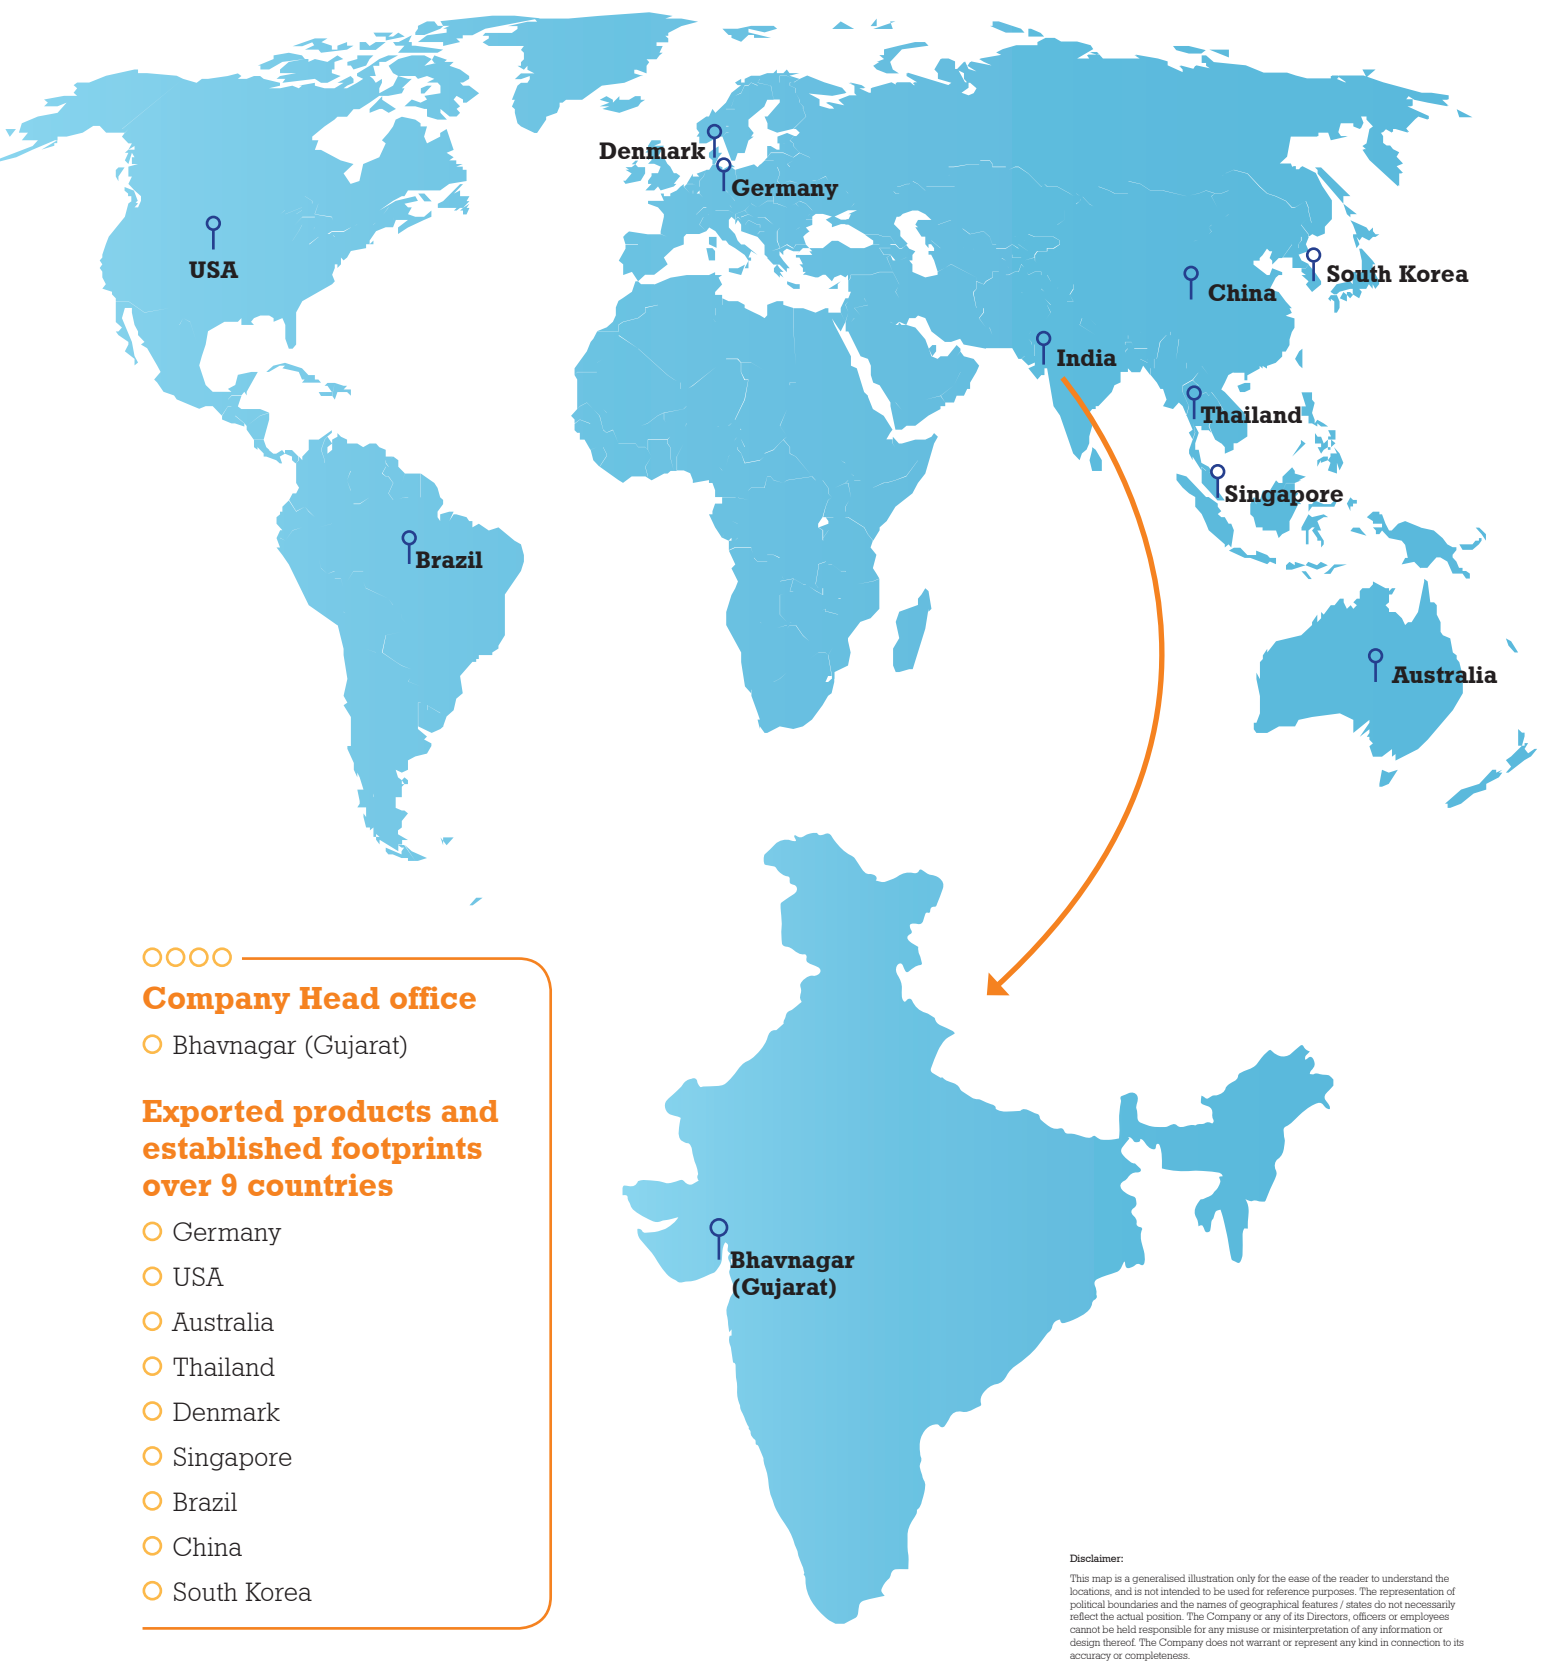 Denmark
Germany
USA
South Korea
China
India
Thailand
Singapore
Brazil
Australia
Company Head office
Bhavnagar (Gujarat)
Exported products and
established footprints
over 9 countries
Germany
USA
Australia
Thailand
Denmark
Singapore
Brazil
China
South Korea
Bhavnagar
(Gujarat)
Disclaimer:
This map is a generalised illustration only for the ease of the reader to understand the
locations, and is not intended to be used for reference purposes. The representation of
political boundaries and the names of geographical features / states do not necessarily
reflect the actual position. The Company or any of its Directors, officers or employees
cannot be held responsible for any misuse or misinterpretation of any information or
design thereof. The Company does not warrant or represent any kind in connection to its
accuracy or completeness.